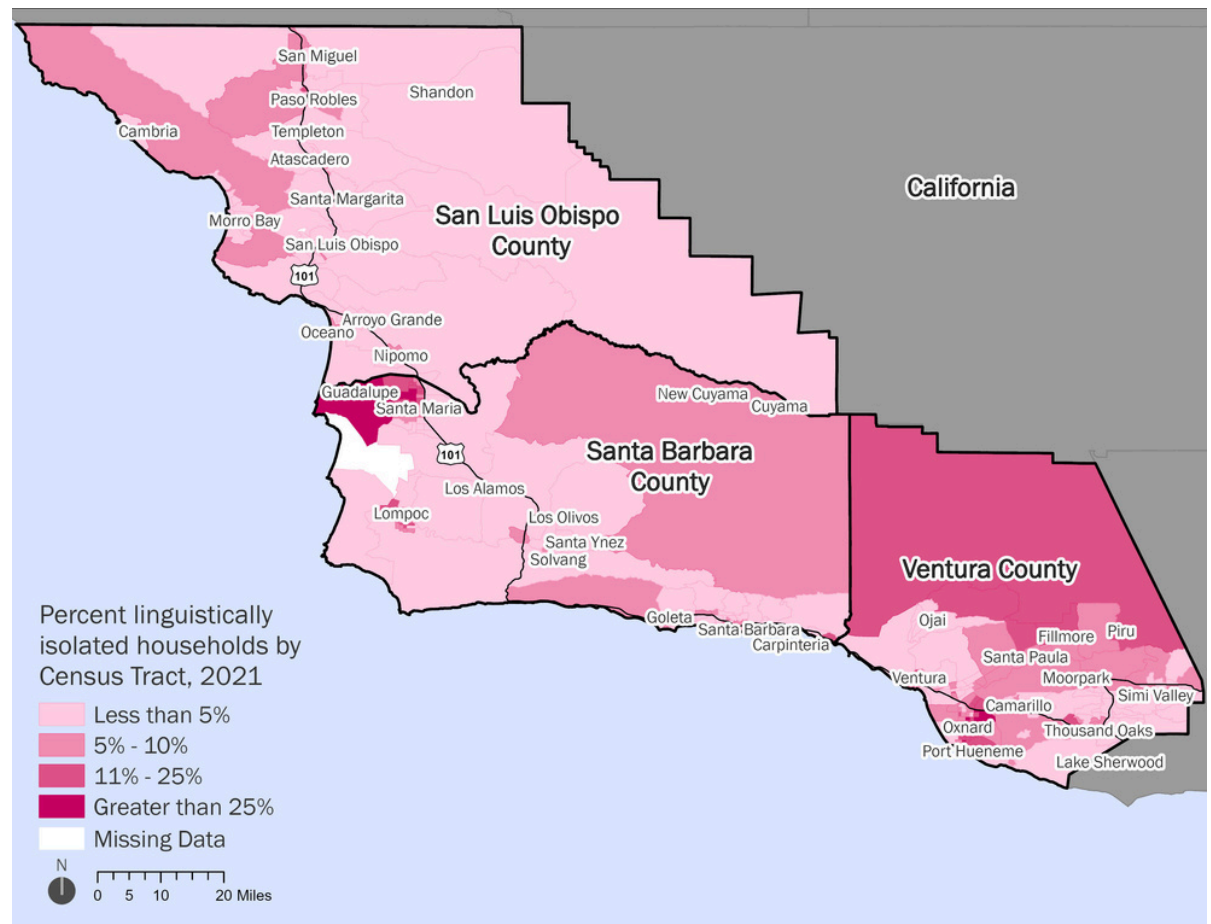 San Miguel
Shandon
Paso Robles
Cambria
Templeton
Atascadero
California
Santa Margarita
Morro Bay
San Luis Obispo
County
San Luis Obispo
101
Arroyo Grande
Oceano
Nipomo
Guadalupe
New Cuyama
Santa Maria
Cuyama
101
Santa Barbara
County
Los Alamos
Lompoc
Los Olivos
Santa Ynez
Solvang
Ventura County
Goleta
Santa Barbara
Carpinteria
Ojai
Fillmore
Piru
Santa Paula
Ventura
Moorpark
Simi Valley
Camarillo
Oxnard
Thousand Oaks
Port Hueneme
Lake Sherwood
Percent linguistically
isolated households by
Census Tract, 2021
Less than 5%
5% - 10%
11% - 25%
Greater than 25%
Missing Data
N
0 5 10 20 Miles